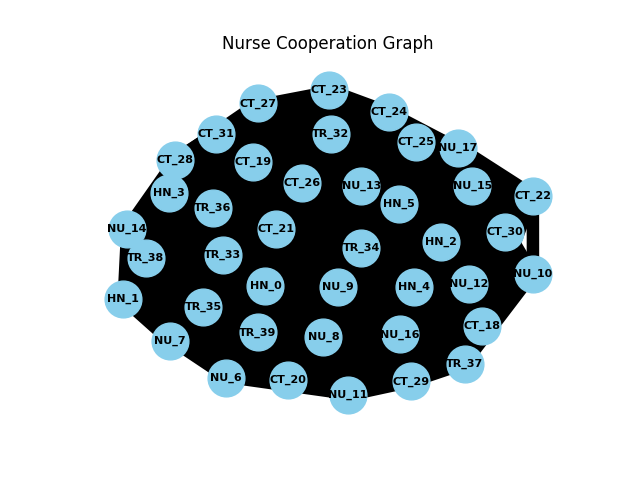 Nurse Cooperation Graph
CT_23
CT_27
CT_24
CT_31
TR_32
CT_25
NU_17
CT_28
CT_19
CT_26
NU_13
NU_15
HN_3
CT_22
TR_36
HN_5
NU_14
CT_21
CT_30
HN_2
TR_34
TR_33
TR_38
NU_10
NU_12
HN_0
NU_9
HN_4
HN_1
TR_35
CT_18
TR_39
NU_16
NU_8
NU_7
TR_37
NU_6
CT_20
CT_29
NU_11